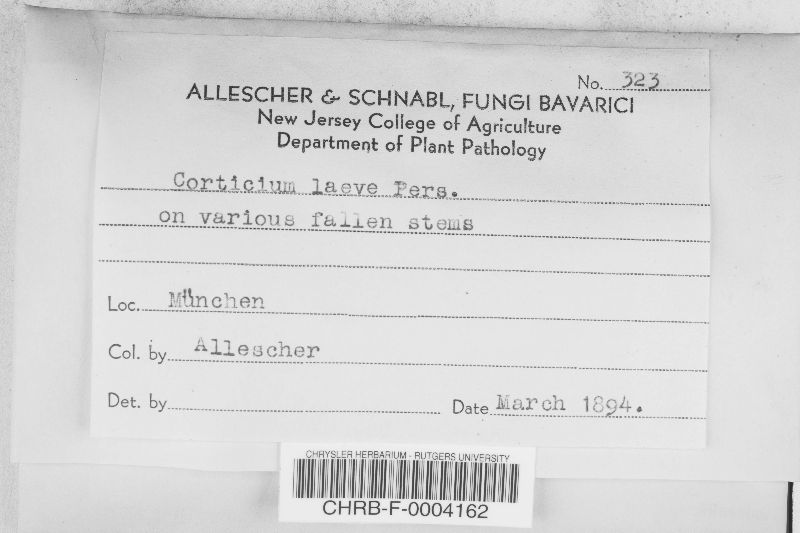 No. 323
ALLESCHER & SCHNABL, FUNGI BAVARICI
New Jersey College of Agriculture
Department of Plant Pathology
Corticium laeve Pers.
on various fallen stems
Loc. München
Col. by Allescher
Det. by
Date March 1894.
CHRYSLER HERBARIUM - RUTGERS UNIVERSITY
CHRB-F-0004162